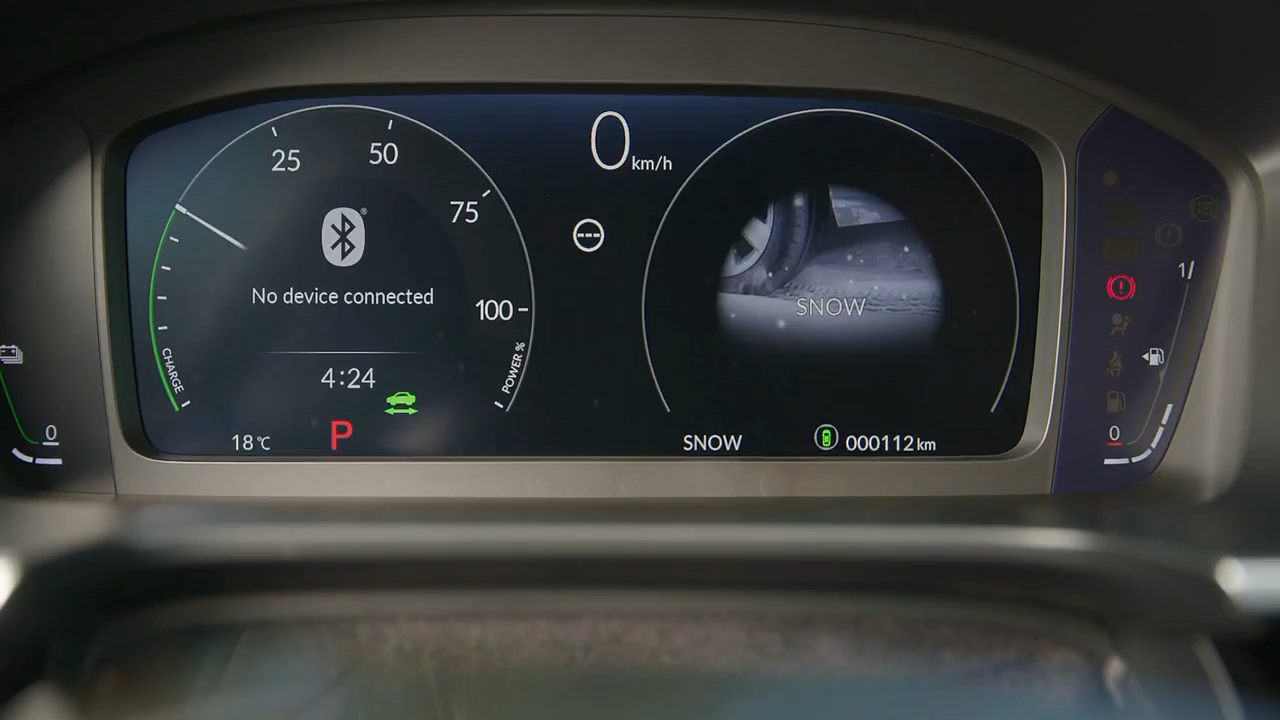 0 km/h
25
50
75
100
No device connected
CHARGE
POWER %
4:24
18°C
P
SNOW
SNOW
000112 km
0
1/
0
ABS